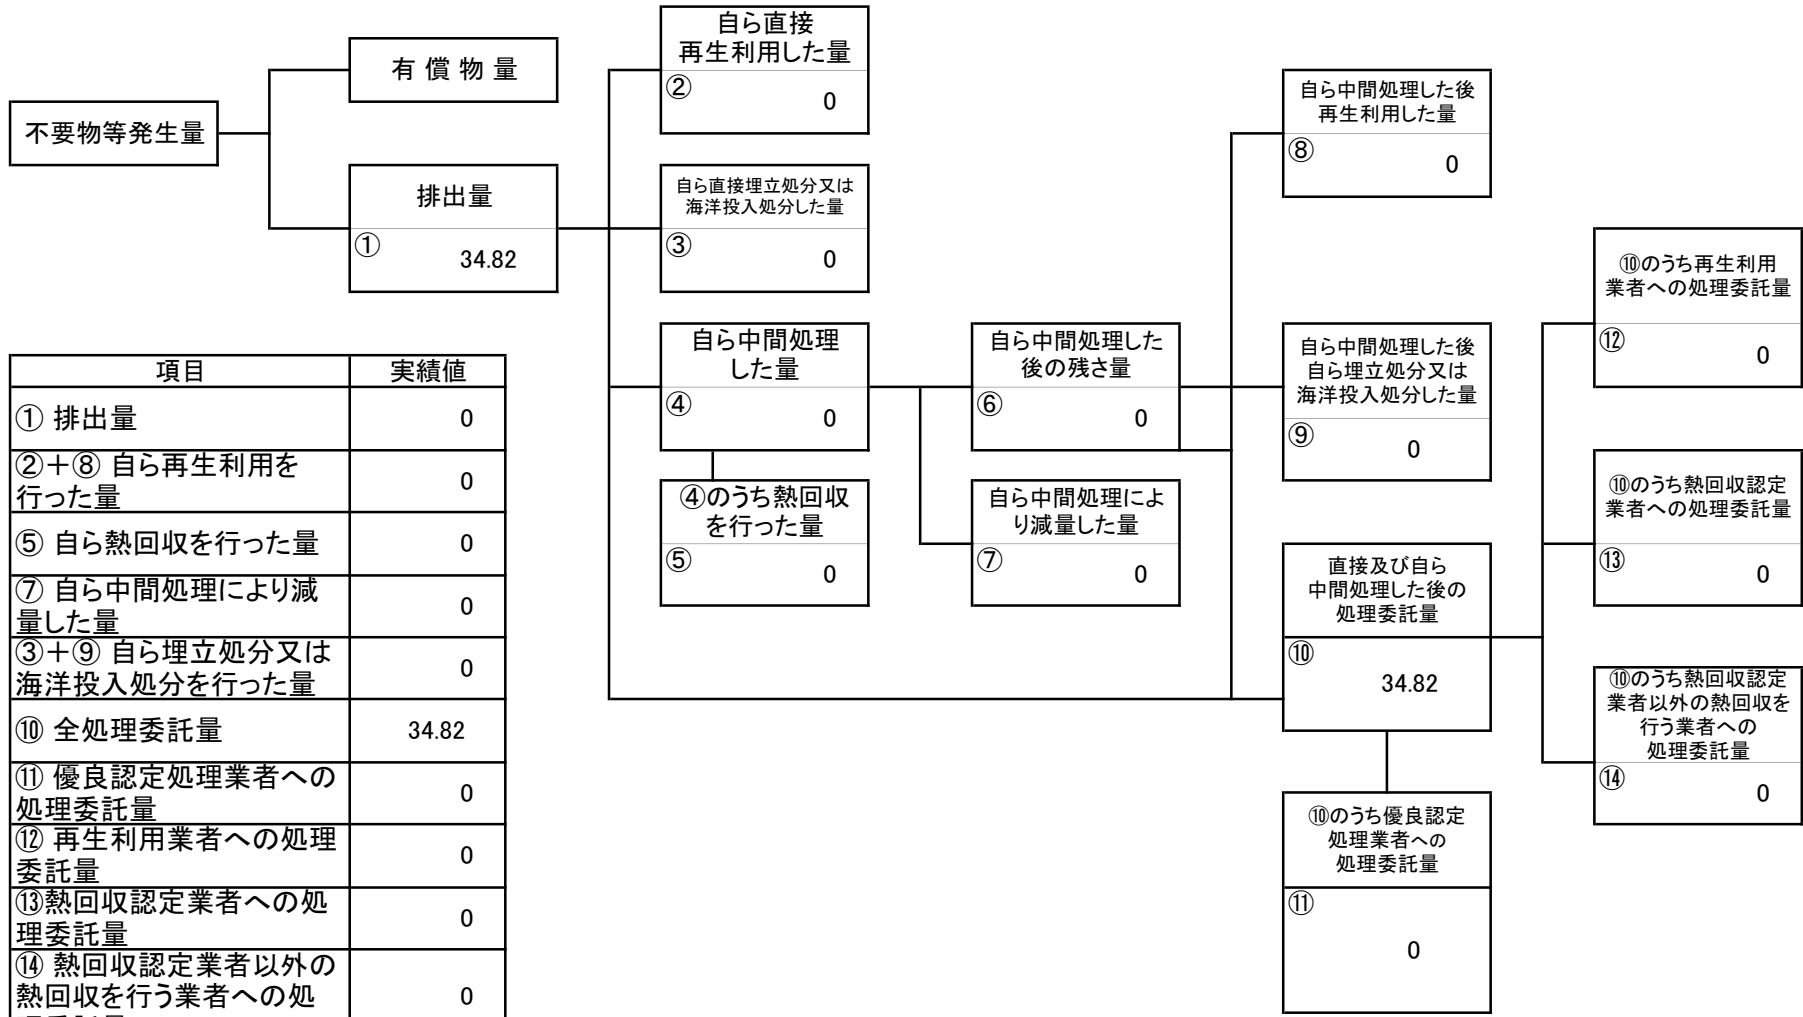 不要物等発生量
有 償 物 量
排出量
①
34.82
自ら直接
再生利用した量
②
0
自ら直接埋立処分又は
海洋投入処分した量
③
0
自ら中間処理
した量
④
0
④のうち熱回収
を行った量
⑤
0
自ら中間処理した
後の残さ量
⑥
0
自ら中間処理によ
り減量した量
⑦
0
自ら中間処理した後
再生利用した量
⑧
0
自ら中間処理した後
自ら埋立処分又は
海洋投入処分した量
⑨
0
直接及び自ら
中間処理した後の
処理委託量
⑩
34.82
⑩のうち優良認定
処理業者への
処理委託量
⑪
0
⑩のうち再生利用
業者への処理委託量
⑫
0
⑩のうち熱回収認定
業者への処理委託量
⑬
0
⑩のうち熱回収認定
業者以外の熱回収を
行う業者への
処理委託量
⑭
0
項目 実績値
① 排出量 0
②＋⑧ 自ら再生利用を
行った量 0
⑤ 自ら熱回収を行った量 0
⑦ 自ら中間処理により減
量した量 0
③＋⑨ 自ら埋立処分又は
海洋投入処分を行った量 0
⑩ 全処理委託量 34.82
⑪ 優良認定処理業者への
処理委託量 0
⑫ 再生利用業者への処理
委託量 0
⑬熱回収認定業者への処
理委託量 0
⑭ 熱回収認定業者以外の
熱回収を行う業者への処 0